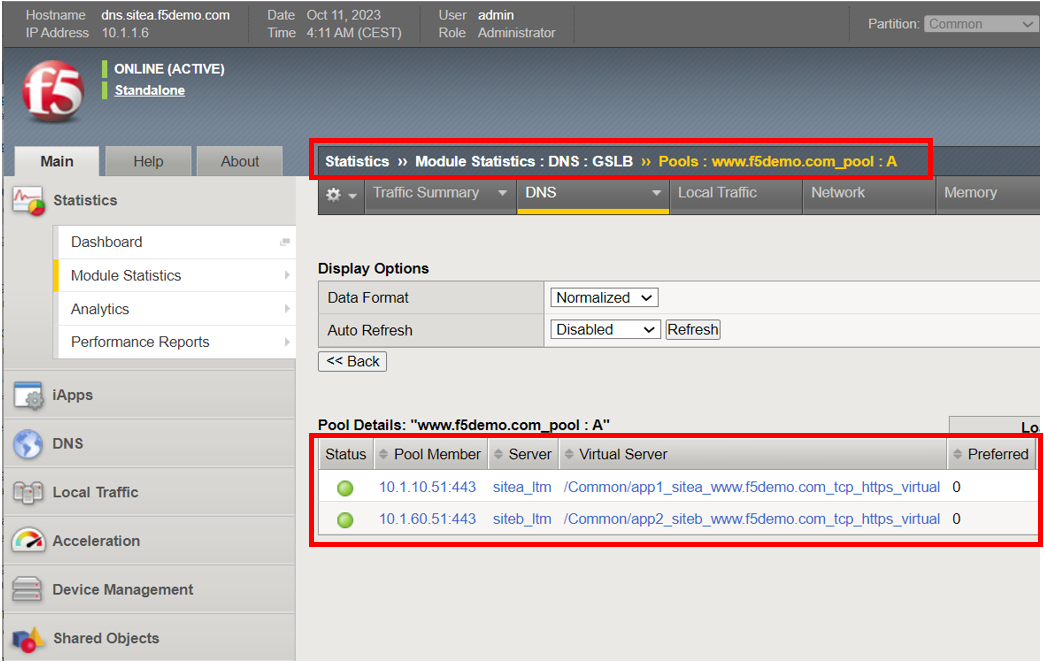 Hostname dns.sitea.f5demo.com Date Oct 11, 2023 User admin
IP Address 10.1.1.6 Time 4:11 AM (CEST) Role Administrator
Partition: Common
f5
ONLINE (ACTIVE)
Standalone
Main Help About
Statistics ›› Module Statistics : DNS : GSLB ›› Pools : www.f5demo.com_pool : A
Traffic Summary DNS Local Traffic Network Memory
Statistics
Dashboard
Module Statistics
Analytics
Performance Reports
iApps
DNS
Local Traffic
Acceleration
Device Management
Shared Objects
Display Options
Data Format Normalized
Auto Refresh Disabled Refresh
<< Back
Pool Details: "www.f5demo.com_pool : A"
Lo
Status Pool Member Server Virtual Server Preferred
10.1.10.51:443 sitea_ltm /Common/app1_sitea_www.f5demo.com_tcp_https_virtual 0
10.1.60.51:443 siteb_ltm /Common/app2_siteb_www.f5demo.com_tcp_https_virtual 0